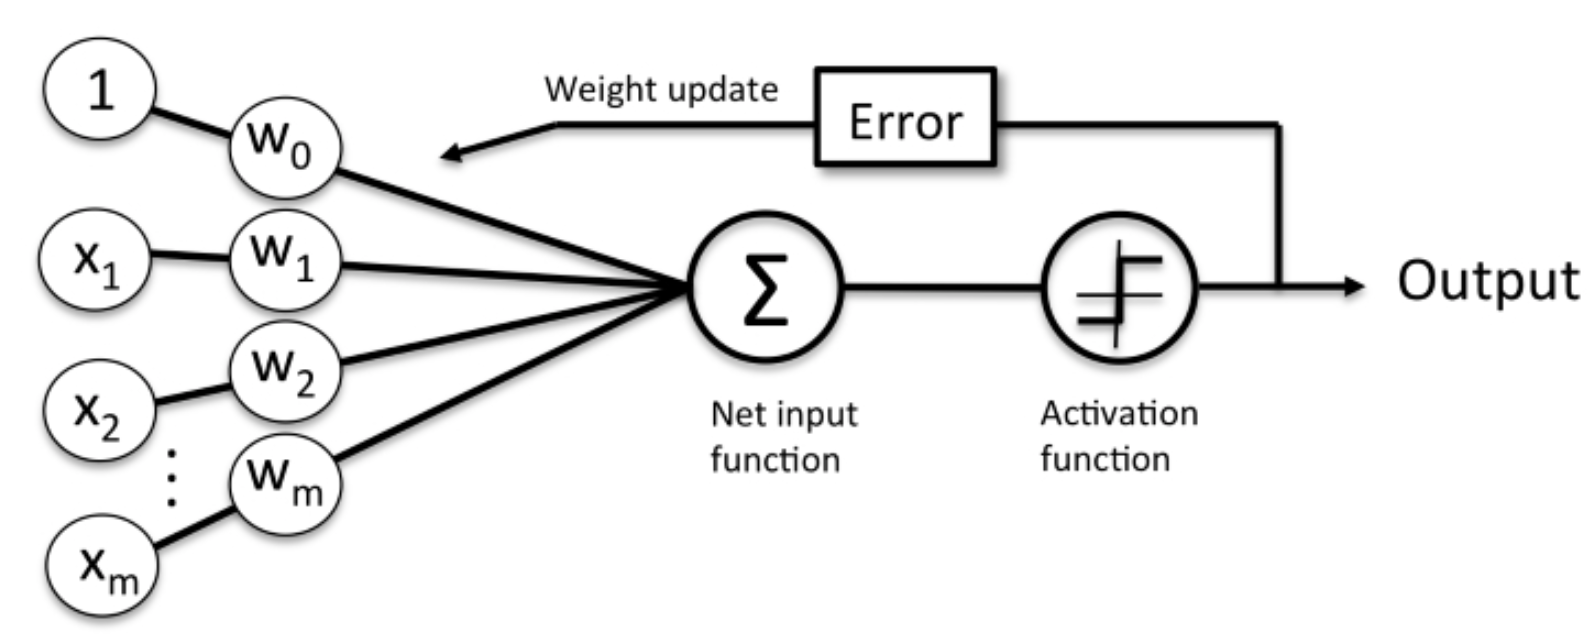 1
w0
x1
w1
x2
w2
⋮
xm
wm
Weight update
Error
Σ
Net input
function
Activation
function
Output